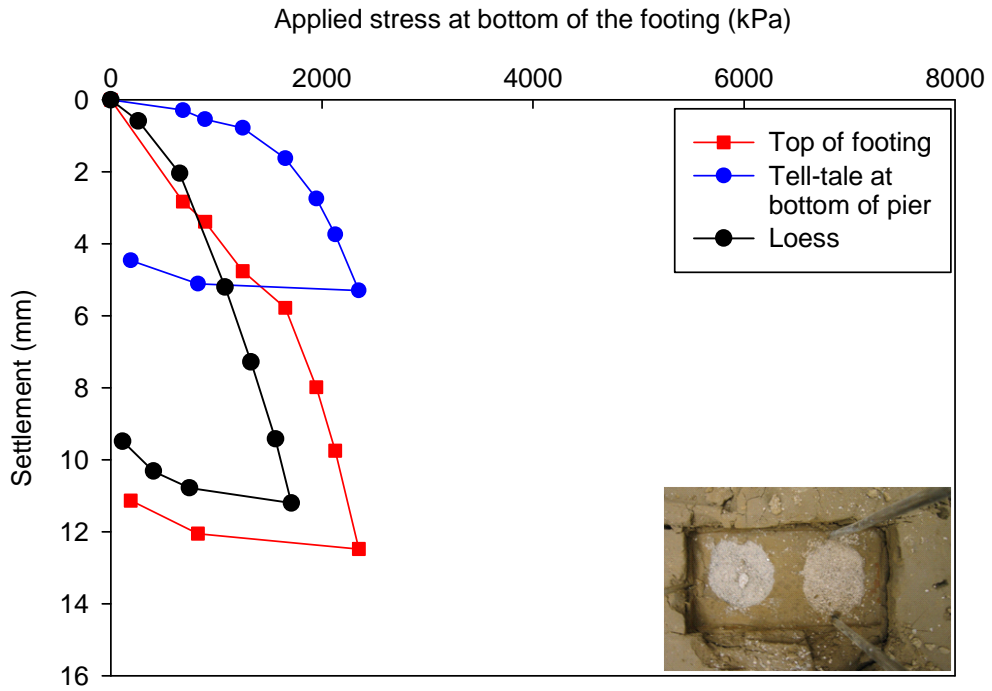 Applied stress at bottom of the footing (kPa)
0 2000 4000 6000 8000
0
2
4
6
8
10
12
14
16
Settlement (mm)
Top of footing
Tell-tale at
bottom of pier
Loess